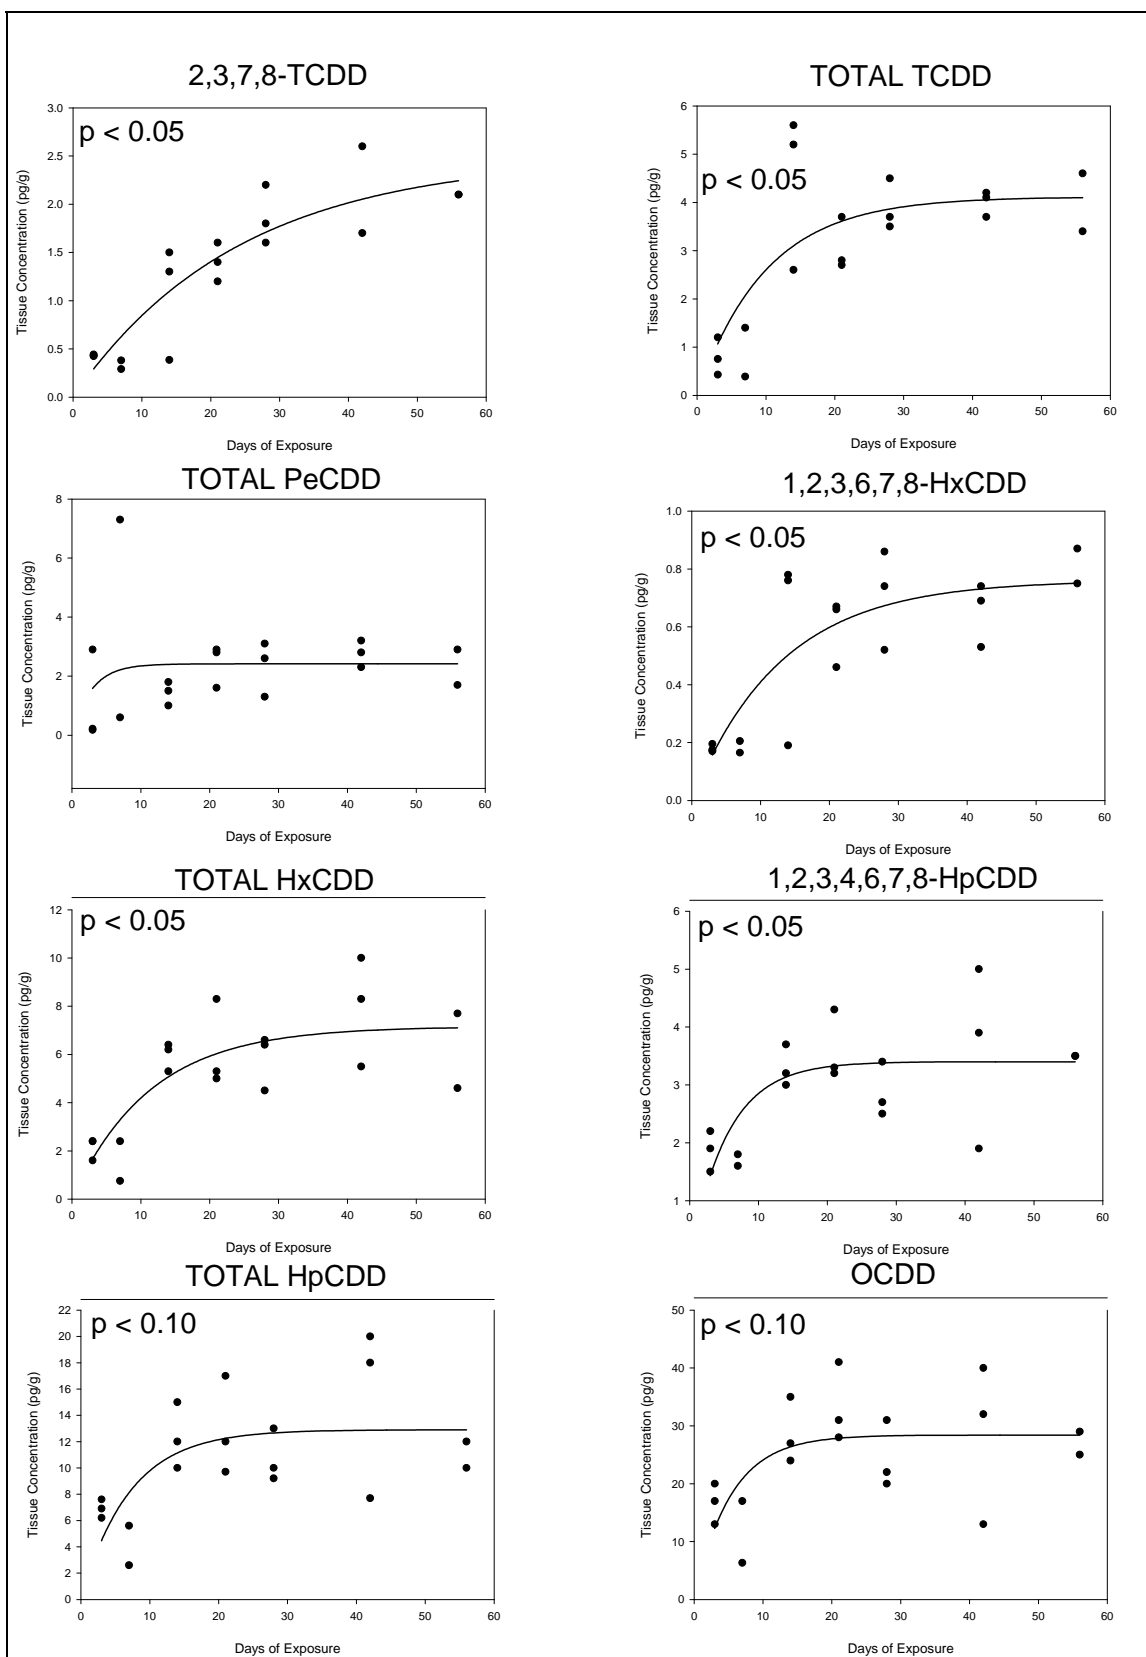 2,3,7,8-TCDD
p < 0.05
Tissue Concentration (pg/g)
3.0
2.5
2.0
1.5
1.0
0.5
0.0
0 10 20 30 40 50 60
Days of Exposure
TOTAL TCDD
p < 0.05
Tissue Concentration (pg/g)
6
5
4
3
2
1
0
0 10 20 30 40 50 60
Days of Exposure
TOTAL PeCDD
Tissue Concentration (pg/g)
8
6
4
2
0
0 10 20 30 40 50 60
Days of Exposure
1,2,3,6,7,8-HxCDD
p < 0.05
Tissue Concentration (pg/g)
1.0
0.8
0.6
0.4
0.2
0.0
0 10 20 30 40 50 60
Days of Exposure
TOTAL HxCDD
p < 0.05
Tissue Concentration (pg/g)
12
10
8
6
4
2
0
0 10 20 30 40 50 60
Days of Exposure
1,2,3,4,6,7,8-HpCDD
p < 0.05
Tissue Concentration (pg/g)
6
5
4
3
2
1
0 10 20 30 40 50 60
Days of Exposure
TOTAL HpCDD
p < 0.10
Tissue Concentration (pg/g)
22
20
18
16
14
12
10
8
6
4
2
0
0 10 20 30 40 50 60
Days of Exposure
OCDD
p < 0.10
Tissue Concentration (pg/g)
50
40
30
20
10
0
0 10 20 30 40 50 60
Days of Exposure